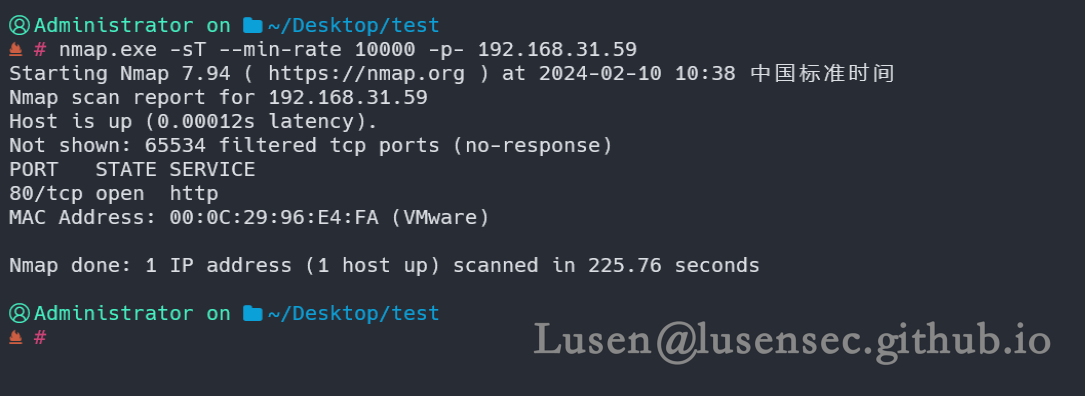 Administrator on ~/Desktop/test
# nmap.exe -sT --min-rate 10000 -p- 192.168.31.59
Starting Nmap 7.94 ( https://nmap.org ) at 2024-02-10 10:38 中国标准时间
Nmap scan report for 192.168.31.59
Host is up (0.00012s latency).
Not shown: 65534 filtered tcp ports (no-response)
PORT   STATE SERVICE
80/tcp open  http
MAC Address: 00:0C:29:96:E4:FA (VMware)
Nmap done: 1 IP address (1 host up) scanned in 225.76 seconds
Administrator on ~/Desktop/test
#
Lusen@lusensec.github.io